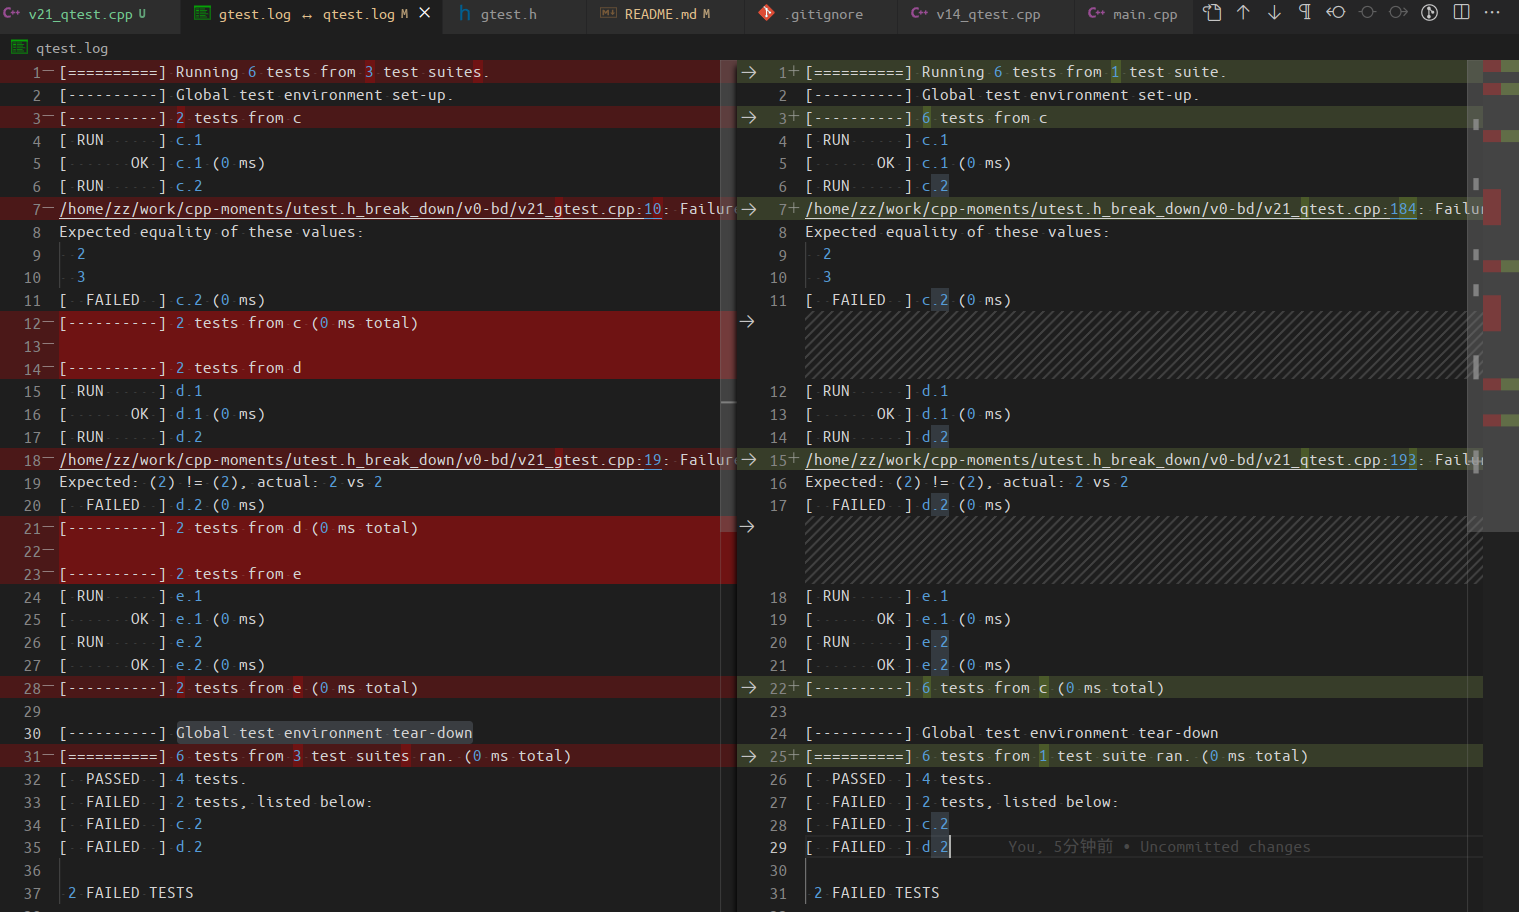 v21_qtest.cpp U
gtest.log ↔ qtest.log M
gtest.h
README.md M
.gitignore
v14_qtest.cpp
main.cpp
qtest.log
1 [==========] Running 6 tests from 3 test suites.
2 [----------] Global test environment set-up.
3 [----------] 2 tests from c
4 [ RUN      ] c.1
5 [       OK ] c.1 (0 ms)
6 [ RUN      ] c.2
7 /home/zz/work/cpp-moments/utest.h_break_down/v0-bd/v21_gtest.cpp:10: Failure
8 Expected equality of these values:
9   2
10   3
11 [  FAILED  ] c.2 (0 ms)
12 [----------] 2 tests from c (0 ms total)
13
14 [----------] 2 tests from d
15 [ RUN      ] d.1
16 [       OK ] d.1 (0 ms)
17 [ RUN      ] d.2
18 /home/zz/work/cpp-moments/utest.h_break_down/v0-bd/v21_gtest.cpp:19: Failure
19 Expected: (2) != (2), actual: 2 vs 2
20 [  FAILED  ] d.2 (0 ms)
21 [----------] 2 tests from d (0 ms total)
22
23 [----------] 2 tests from e
24 [ RUN      ] e.1
25 [       OK ] e.1 (0 ms)
26 [ RUN      ] e.2
27 [       OK ] e.2 (0 ms)
28 [----------] 2 tests from e (0 ms total)
29
30 [----------] Global test environment tear-down
31 [==========] 6 tests from 3 test suites ran. (0 ms total)
32 [  PASSED  ] 4 tests.
33 [  FAILED  ] 2 tests, listed below:
34 [  FAILED  ] c.2
35 [  FAILED  ] d.2
36
37  2 FAILED TESTS
1 [==========] Running 6 tests from 1 test suite.
2 [----------] Global test environment set-up.
3 [----------] 6 tests from c
4 [ RUN      ] c.1
5 [       OK ] c.1 (0 ms)
6 [ RUN      ] c.2
7 /home/zz/work/cpp-moments/utest.h_break_down/v0-bd/v21_qtest.cpp:184: Failu
8 Expected equality of these values:
9   2
10   3
11 [  FAILED  ] c.2 (0 ms)
12 [ RUN      ] d.1
13 [       OK ] d.1 (0 ms)
14 [ RUN      ] d.2
15 /home/zz/work/cpp-moments/utest.h_break_down/v0-bd/v21_qtest.cpp:193: Failu
16 Expected: (2) != (2), actual: 2 vs 2
17 [  FAILED  ] d.2 (0 ms)
18 [ RUN      ] e.1
19 [       OK ] e.1 (0 ms)
20 [ RUN      ] e.2
21 [       OK ] e.2 (0 ms)
22 [----------] 6 tests from c (0 ms total)
23
24 [----------] Global test environment tear-down
25 [==========] 6 tests from 1 test suite ran. (0 ms total)
26 [  PASSED  ] 4 tests.
27 [  FAILED  ] 2 tests, listed below:
28 [  FAILED  ] c.2
29 [  FAILED  ] d.2 You, 5分钟前 • Uncommitted changes
30
31  2 FAILED TESTS